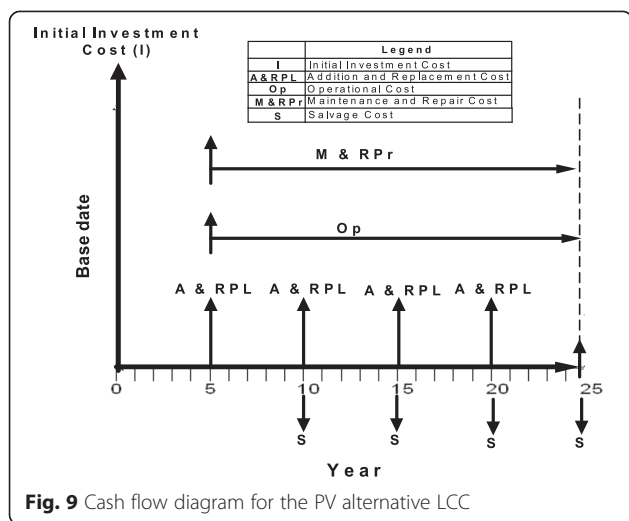 Initial Investment
Cost (I)
Legend
I Initial Investment Cost
A & RPL Addition and Replacement Cost
Op Operational Cost
M & RPr Maintenance and Repair Cost
S Salvage Cost
M & RPr
Op
Base date
A & RPL A & RPL A & RPL A & RPL
0 5 10 15 20 25
S S S S
Year
Fig. 9 Cash flow diagram for the PV alternative LCC